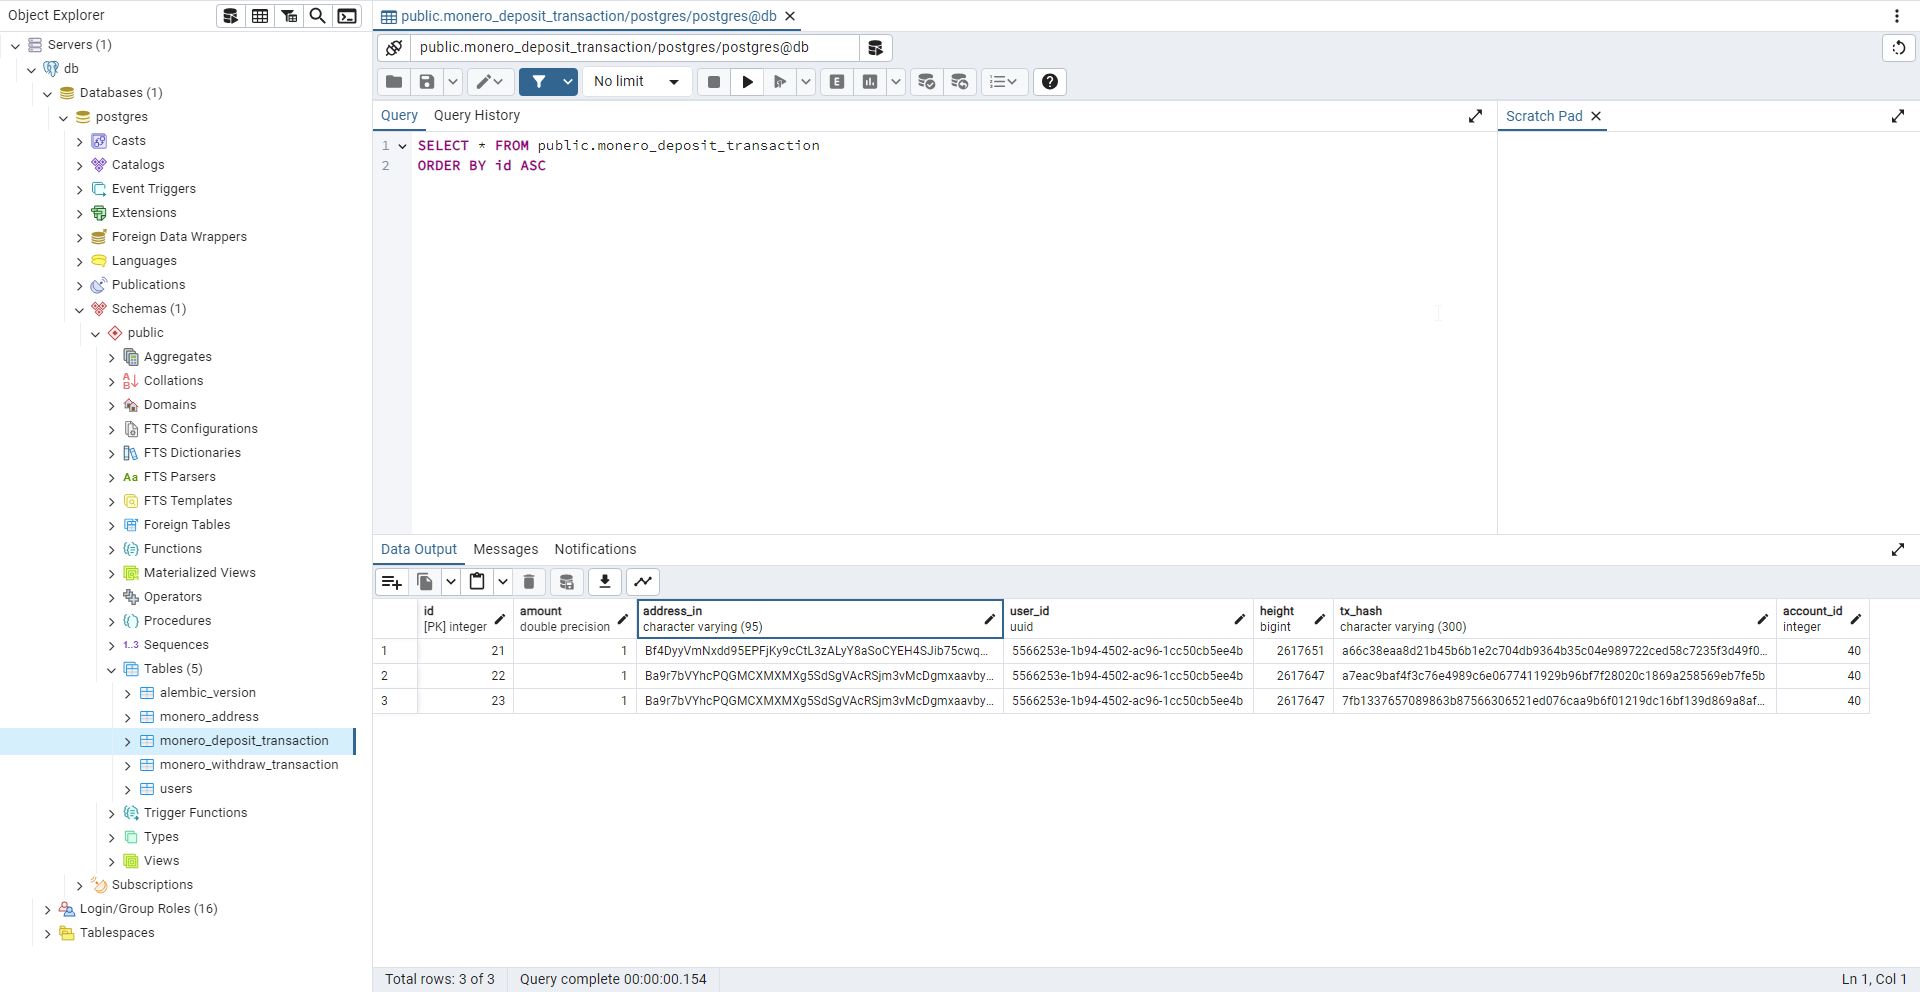 Object Explorer
Servers (1)
db
Databases (1)
postgres
Casts
Catalogs
Event Triggers
Extensions
Foreign Data Wrappers
Languages
Publications
Schemas (1)
public
Aggregates
Collations
Domains
FTS Configurations
FTS Dictionaries
Aa FTS Parsers
FTS Templates
Foreign Tables
Functions
Materialized Views
Operators
Procedures
1..3 Sequences
Tables (5)
alembic_version
monero_address
monero_deposit_transaction
monero_withdraw_transaction
users
Trigger Functions
Types
Views
Subscriptions
Login/Group Roles (16)
Tablespaces
public.monero_deposit_transaction/postgres/postgres@db
public.monero_deposit_transaction/postgres/postgres@db
No limit
E
Query Query History
Scratch Pad
1 SELECT * FROM public.monero_deposit_transaction
2 ORDER BY id ASC
Data Output Messages Notifications
id amount address_in user_id height tx_hash account_id
[PK] integer double precision character varying (95) uuid bigint character varying (300) integer
1 21 1 Bf4DyyVmNxdd95EPFjKy9cCtL3zALyY8aSoCYEH4SJib75cwq... 5566253e-1b94-4502-ac96-1cc50cb5ee4b 2617651 a66c38eaa8d21b45b6b1e2c704db9364b35c04e989722ced58c7235f3d49f0... 40
2 22 1 Ba9r7bVYhcPQGMCXMXMXg5SdSgVAcRSjm3vMcDgmxaavby... 5566253e-1b94-4502-ac96-1cc50cb5ee4b 2617647 a7eac9baf4f3c76e4989c6e0677411929b96bf7f28020c1869a258569eb7fe5b 40
3 23 1 Ba9r7bVYhcPQGMCXMXMXg5SdSgVAcRSjm3vMcDgmxaavby... 5566253e-1b94-4502-ac96-1cc50cb5ee4b 2617647 7fb1337657089863b87566306521ed076caa9b6f01219dc16bf139d869a8af... 40
Total rows: 3 of 3 Query complete 00:00:00.154 Ln 1, Col 1